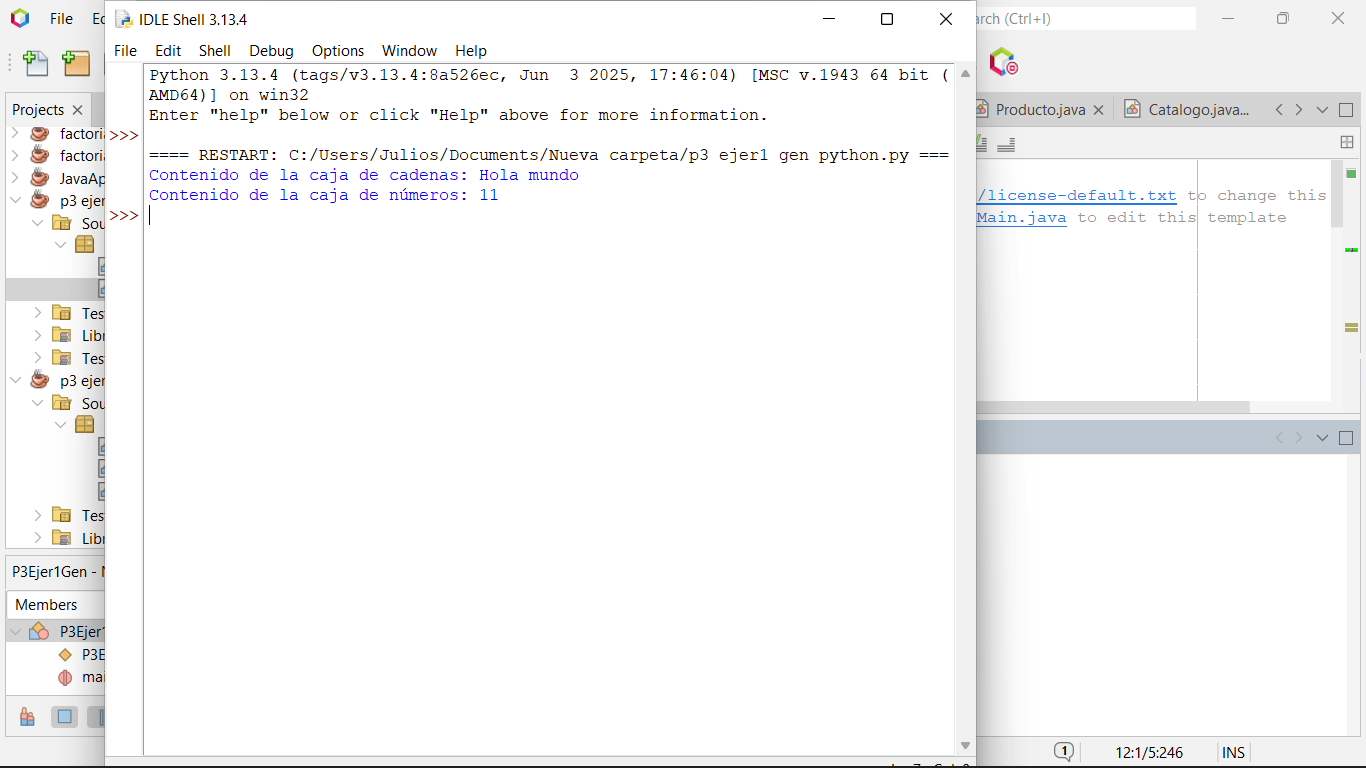 File
IDLE Shell 3.13.4
arch (Ctrl+I)
File Edit Shell Debug Options Window Help
Python 3.13.4 (tags/v3.13.4:8a526ec, Jun  3 2025, 17:46:04) [MSC v.1943 64 bit (
AMD64)] on win32
Enter "help" below or click "Help" above for more information.
>>>
==== RESTART: C:/Users/Julios/Documents/Nueva carpeta/p3 ejer1 gen python.py ===
Contenido de la caja de cadenas: Hola mundo
Contenido de la caja de números: 11
>>>
Projects
factori
factori
JavaAp
p3 ejer
Sou
Tes
Libr
Tes
p3 ejer
Sou
Tes
Libr
P3Ejer1Gen -
Members
P3Ejer1
P3E
mai
Producto.java Catalogo.java...
/license-default.txt to change this
Main.java to edit this template
1 12:1/5:246 INS